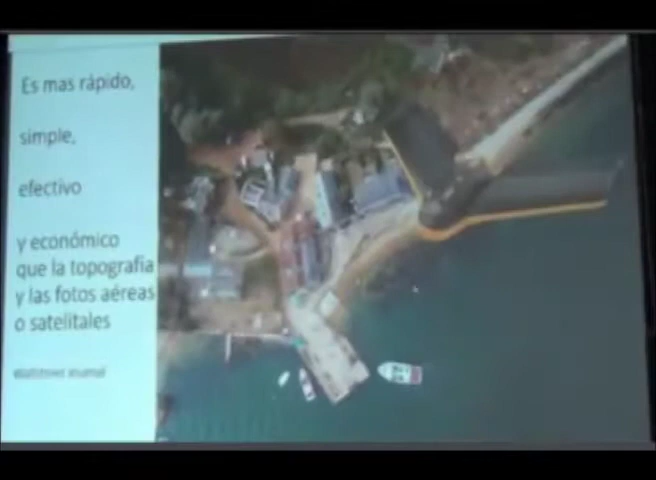 Es mas rápido,
simple,
efectivo
y económico
que la topografía
y las fotos aéreas
o satelitales